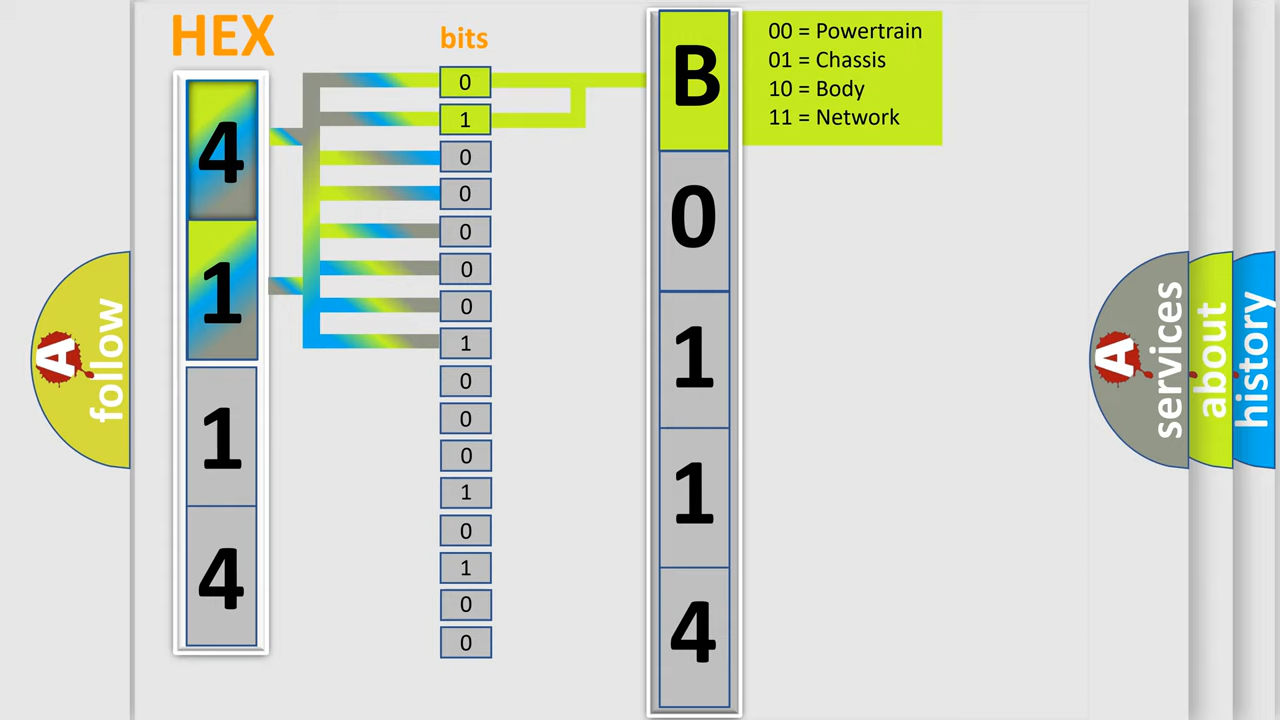 HEX
bits
4
1
1
4
0
1
0
0
0
0
0
1
0
0
0
1
0
1
0
0
B
0
1
1
4
00 = Powertrain
01 = Chassis
10 = Body
11 = Network
A follow
A services
about
history